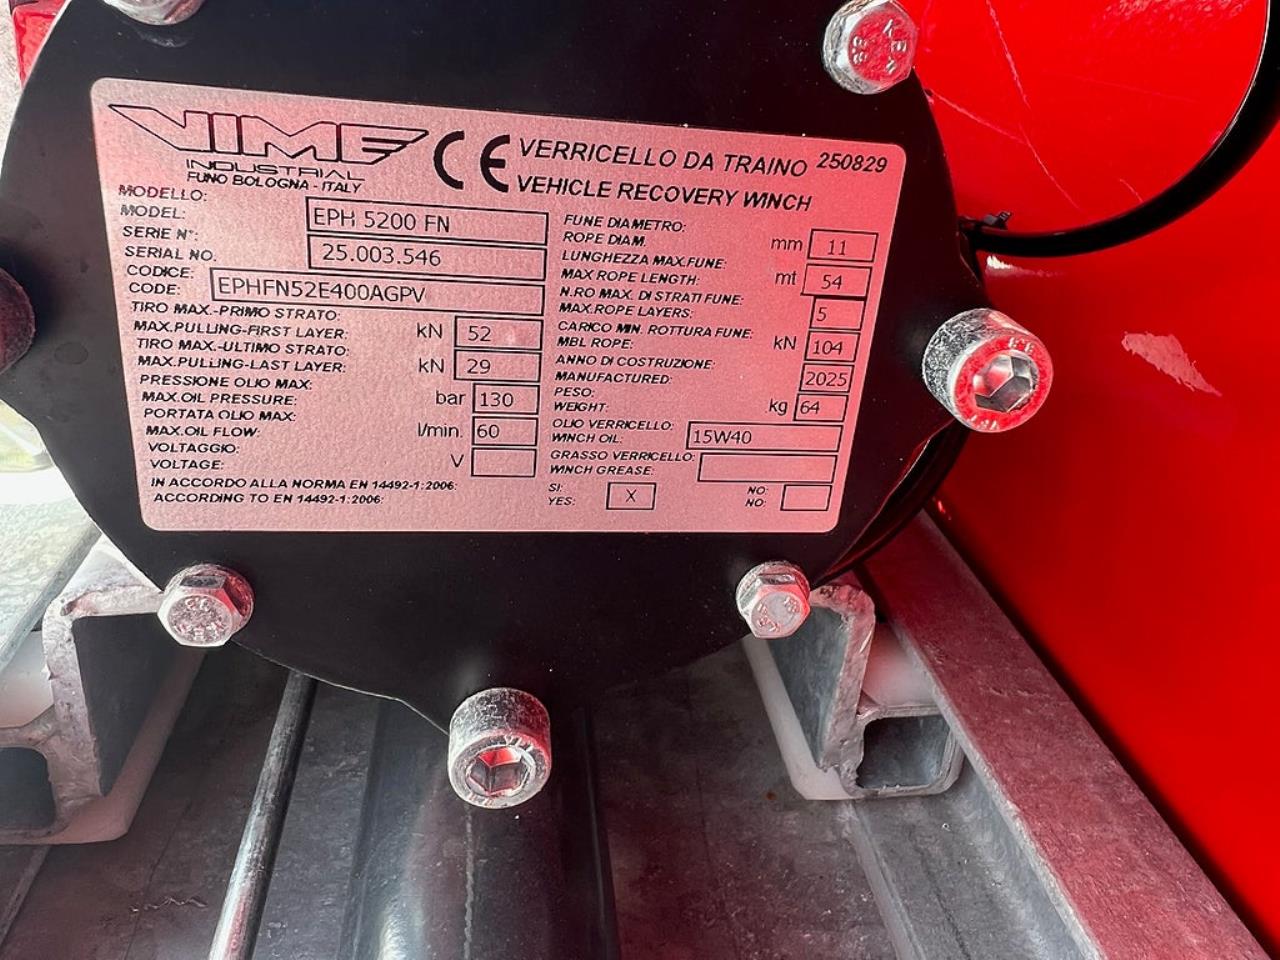 VIME
INDUSTRIAL
FUNO BOLOGNA - ITALY
CE
VERRICELLO DA TRAINO 250829
VEHICLE RECOVERY WINCH
MODELLO:
MODEL: EPH 5200 FN
SERIE N°:
SERIAL NO. 25.003.546
CODICE:
CODE: EPHFN52E400AGPV
TIRO MAX.-PRIMO STRATO:
MAX.PULLING-FIRST LAYER: kN 52
TIRO MAX.-ULTIMO STRATO:
MAX.PULLING-LAST LAYER: kN 29
PRESSIONE OLIO MAX:
MAX.OIL PRESSURE: bar 130
PORTATA OLIO MAX:
MAX.OIL FLOW: l/min. 60
VOLTAGGIO:
VOLTAGE: V
IN ACCORDO ALLA NORMA EN 14492-1:2006:
ACCORDING TO EN 14492-1:2006:
FUNE DIAMETRO:
ROPE DIAM. mm 11
LUNGHEZZA MAX.FUNE:
MAX ROPE LENGTH: mt 54
N.RO MAX. DI STRATI FUNE:
MAX.ROPE LAYERS: 5
CARICO MIN. ROTTURA FUNE:
MBL ROPE: kN 104
ANNO DI COSTRUZIONE:
MANUFACTURED: 2025
PESO:
WEIGHT: kg 64
OLIO VERRICELLO:
WINCH OIL: 15W40
GRASSO VERRICELLO:
WINCH GREASE:
SI: NO:
YES: X NO:
8.8